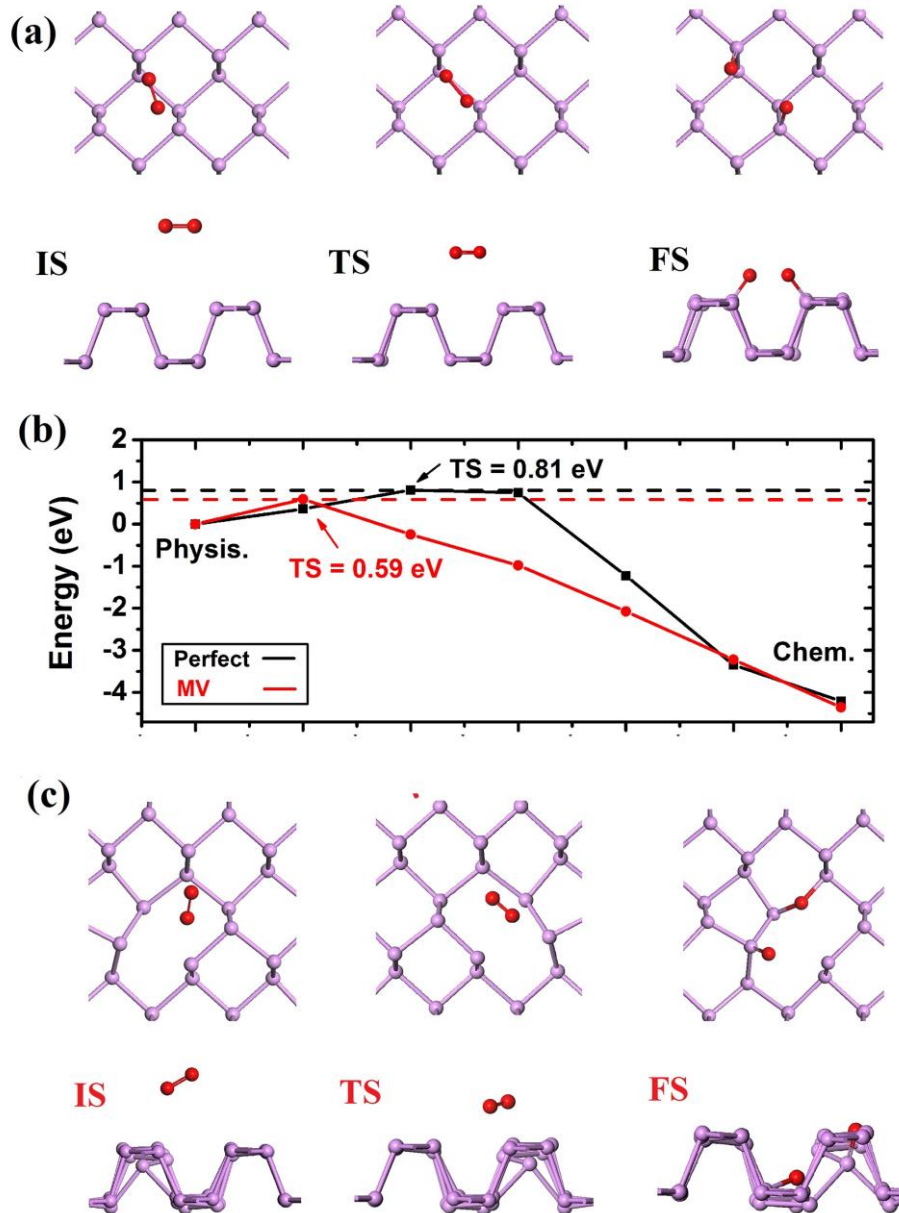 (a)
IS
TS
FS
(b)
2
1
0
-1
-2
-3
-4
Energy (eV)
TS = 0.81 eV
Physis.
TS = 0.59 eV
Chem.
Perfect
MV
(c)
IS
TS
FS